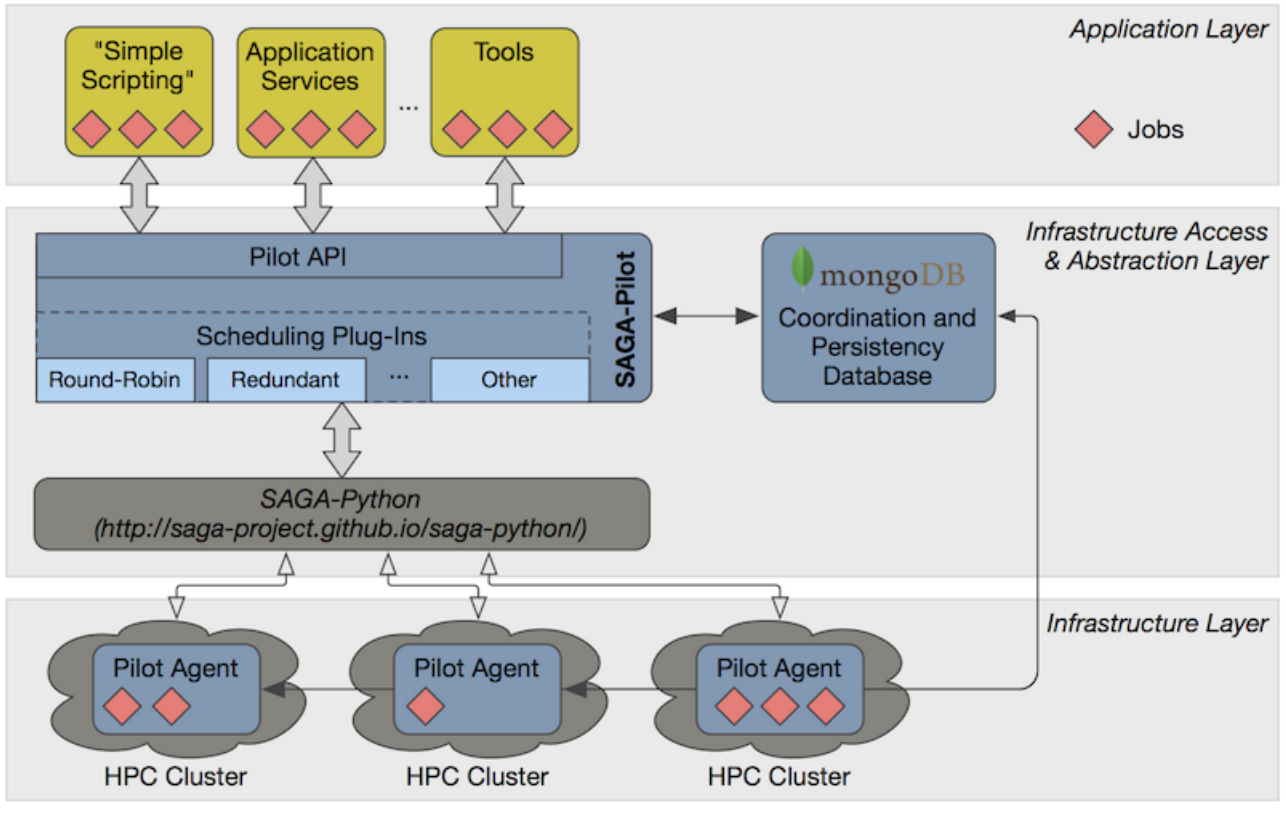 Application Layer
"Simple
Scripting"
Application
Services
...
Tools
Jobs
Infrastructure Access
& Abstraction Layer
Pilot API
SAGA-Pilot
Scheduling Plug-Ins
Round-Robin
Redundant
...
Other
mongoDB
Coordination and
Persistency
Database
SAGA-Python
(http://saga-project.github.io/saga-python/)
Infrastructure Layer
Pilot Agent
Pilot Agent
Pilot Agent
HPC Cluster
HPC Cluster
HPC Cluster